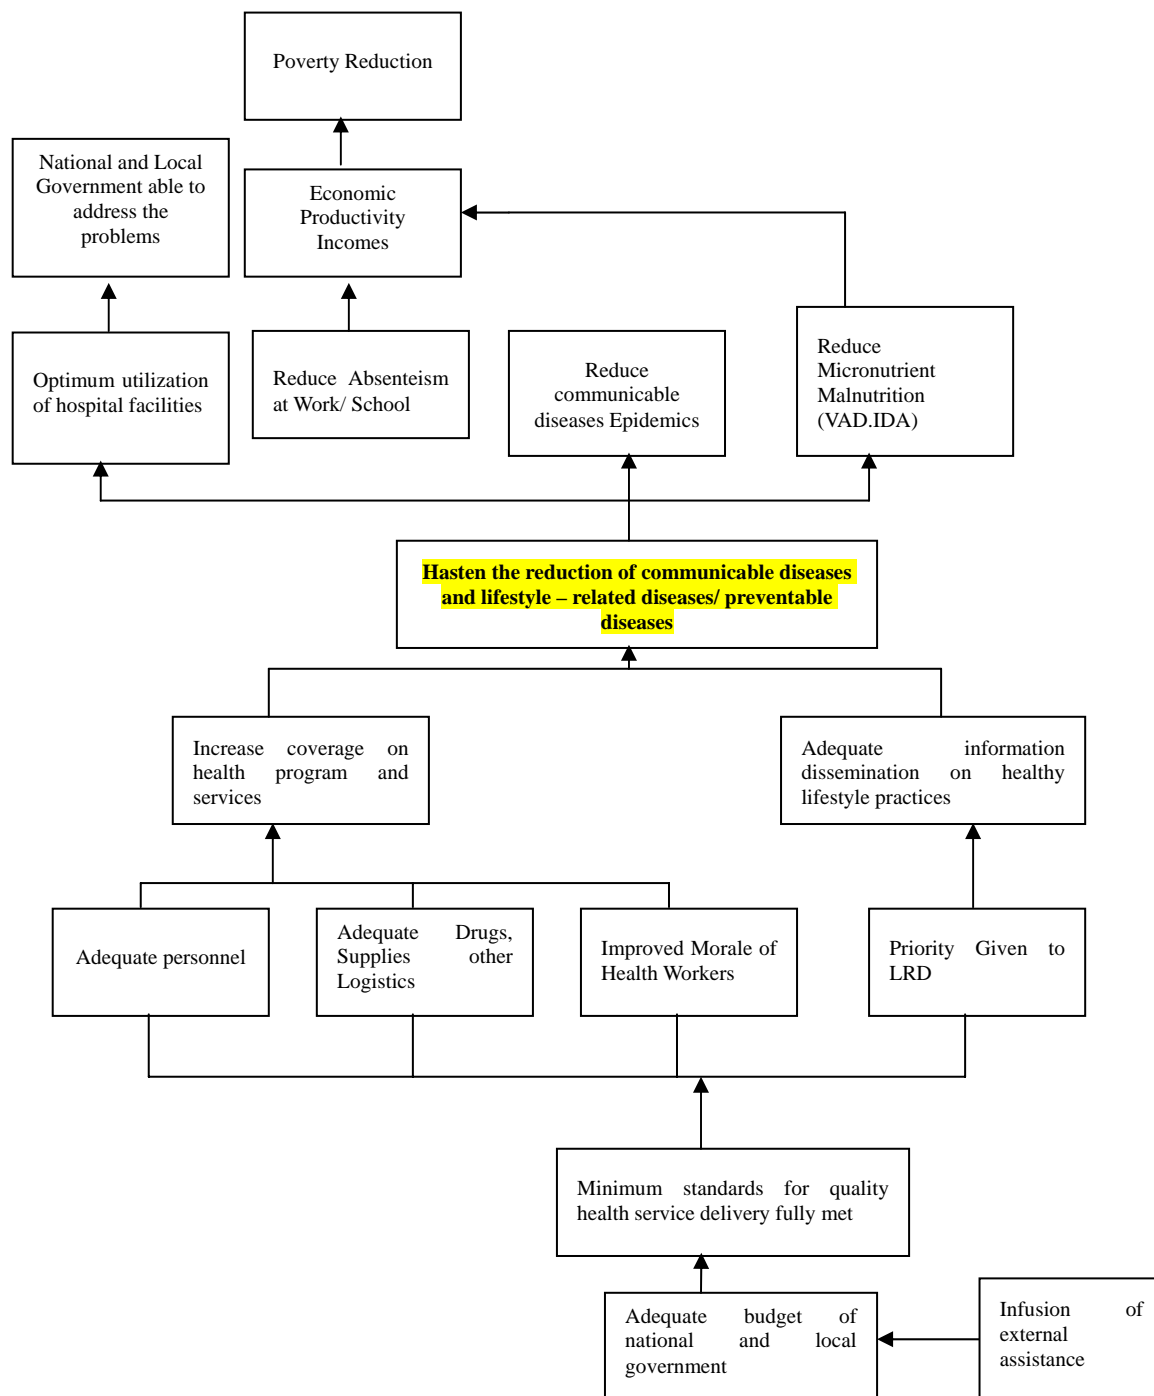 Poverty Reduction
National and Local
Government able to
address the
problems
Economic
Productivity
Incomes
Optimum utilization
of hospital facilities
Reduce Absenteism
at Work/ School
Reduce
communicable
diseases Epidemics
Reduce
Micronutrient
Malnutrition
(VAD.IDA)
Hasten the reduction of communicable diseases
and lifestyle – related diseases/ preventable
diseases
Increase coverage on
health program and
services
Adequate information
dissemination on healthy
lifestyle practices
Adequate personnel
Adequate Drugs,
Supplies other
Logistics
Improved Morale of
Health Workers
Priority Given to
LRD
Minimum standards for quality
health service delivery fully met
Adequate budget of
national and local
government
Infusion of
external
assistance